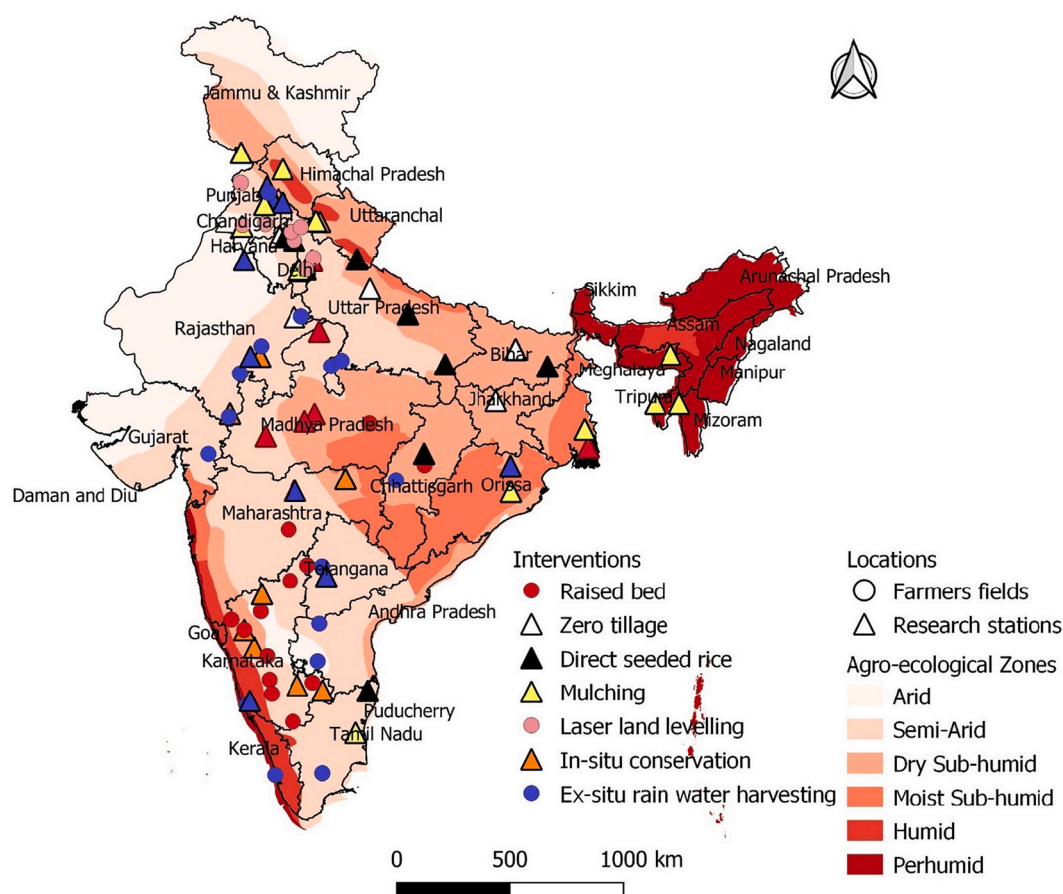 Jammu & Kashmir
Himachal Pradesh
Punjab
Chandigarh
Uttaranchal
Haryana
Delhi
Uttar Pradesh
Rajasthan
Sikkim
Arunachal Pradesh
Assam
Nagaland
Bihar
Meghalaya
Manipur
Jharkhand
Tripura
Mizoram
Gujarat
Madhya Pradesh
Daman and Diu
Chhattisgarh
Orissa
Maharashtra
Telangana
Andhra Pradesh
Goa
Karnataka
Puducherry
Tamil Nadu
Kerala
Interventions
Raised bed
Zero tillage
Direct seeded rice
Mulching
Laser land levelling
In-situ conservation
Ex-situ rain water harvesting
Locations
Farmers fields
Research stations
Agro-ecological Zones
Arid
Semi-Arid
Dry Sub-humid
Moist Sub-humid
Humid
Perhumid
0 500 1000 km